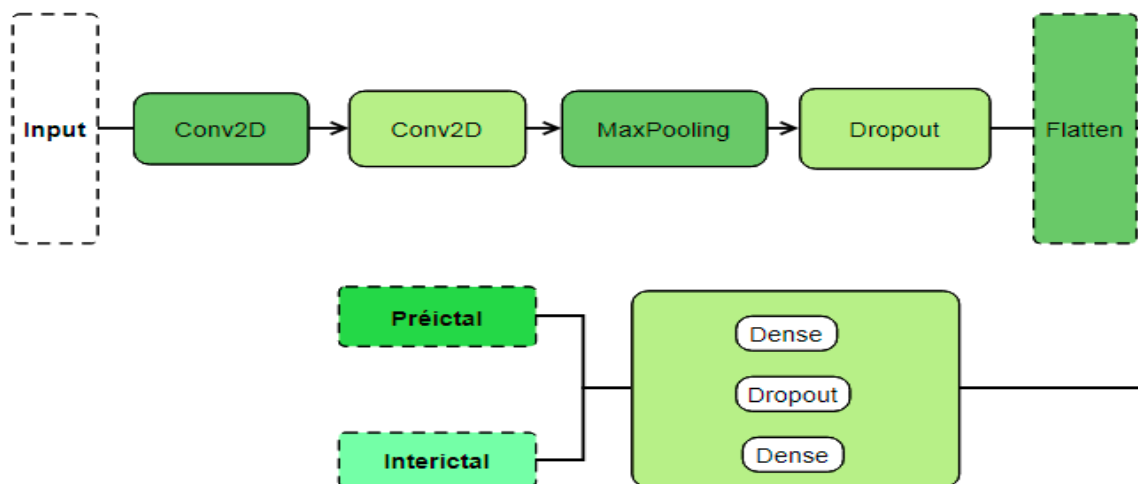 Input
Conv2D
Conv2D
MaxPooling
Dropout
Flatten
Préictal
Interictal
Dense
Dropout
Dense